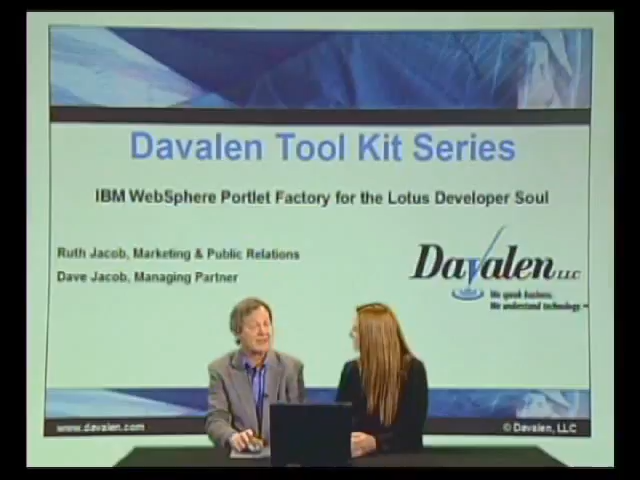 Davalen Tool Kit Series
IBM WebSphere Portlet Factory for the Lotus Developer Soul
Ruth Jacob, Marketing & Public Relations
Dave Jacob, Managing Partner
Davalen LLC
We speak business.
We understand technology.
www.davalen.com
© Davalen, LLC